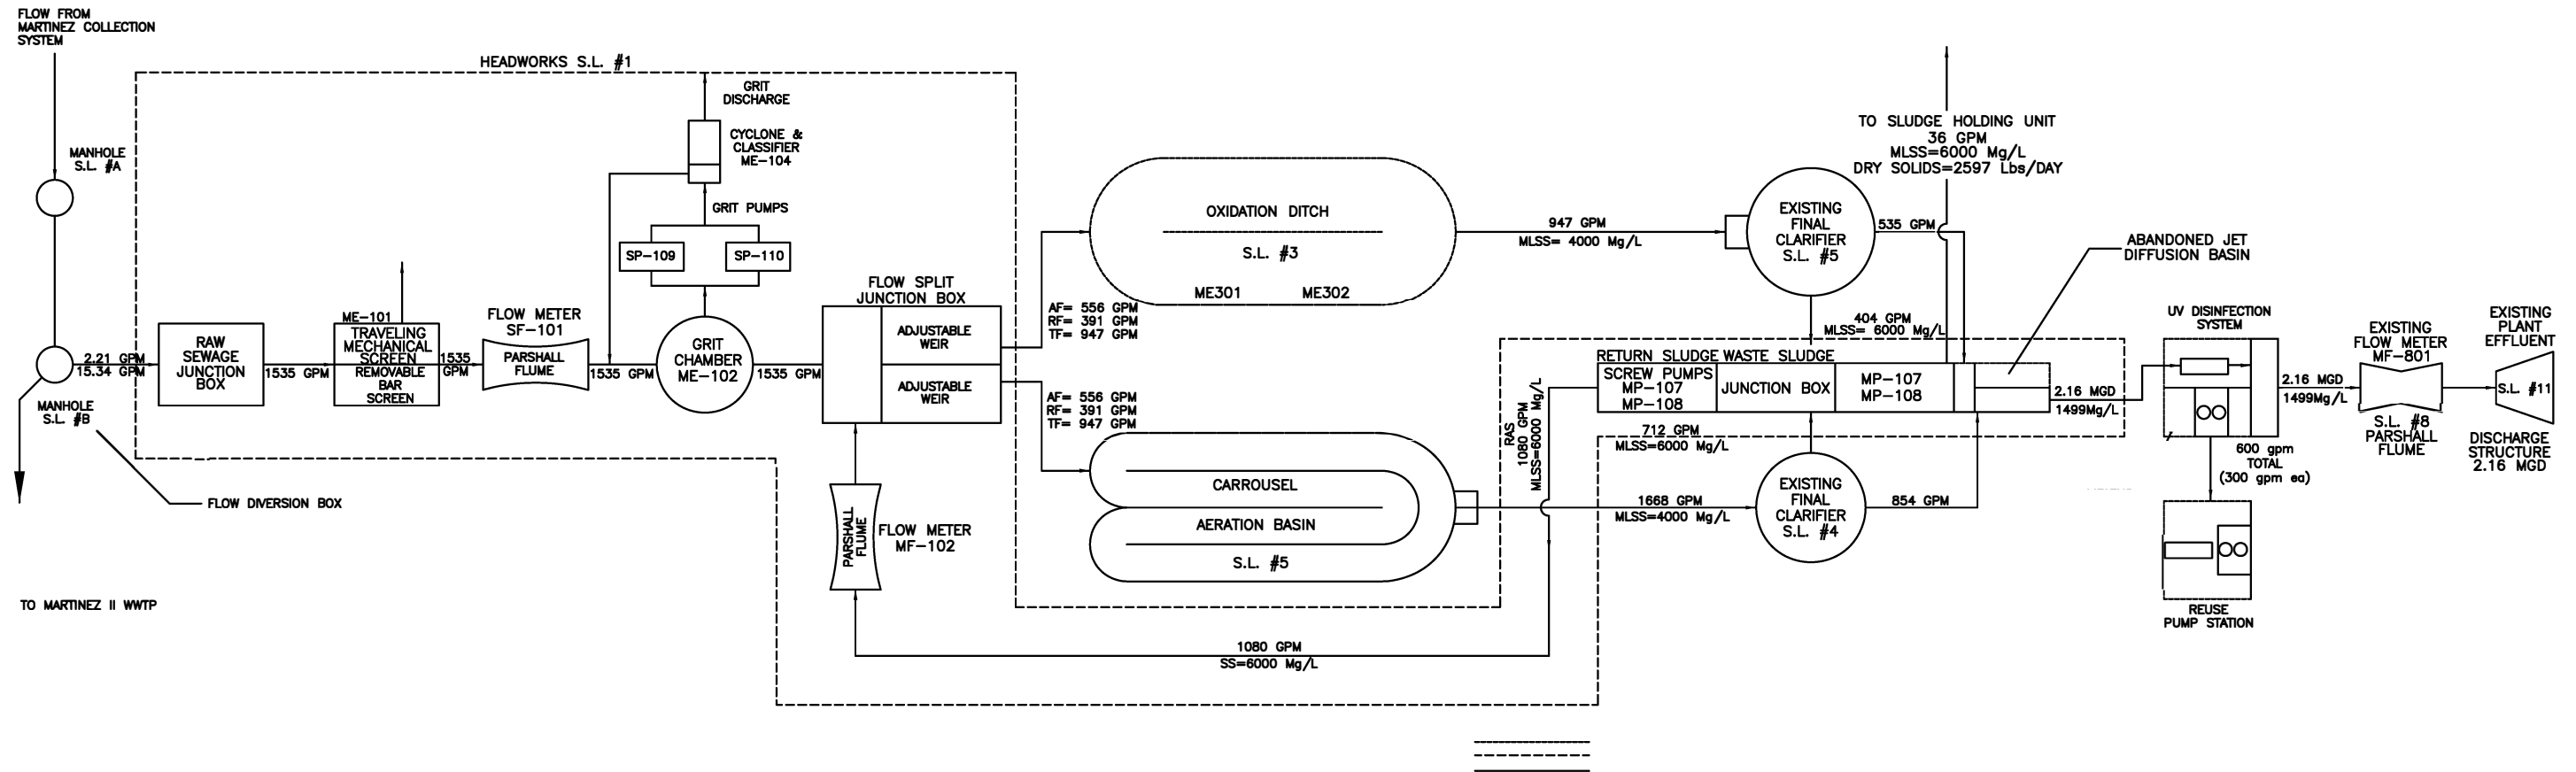 FLOW FROM
MARTINEZ COLLECTION
SYSTEM
MANHOLE
S.L. #A
2.21 GPM
15.34 GPM
MANHOLE
S.L. #B
FLOW DIVERSION BOX
TO MARTINEZ II WWTP
HEADWORKS S.L. #1
RAW
SEWAGE
JUNCTION
BOX
1535 GPM
ME-101
TRAVELING
MECHANICAL
SCREEN
REMOVABLE
BAR
SCREEN
1535
GPM
FLOW METER
SF-101
PARSHALL
FLUME
1535 GPM
GRIT
DISCHARGE
CYCLONE &
CLASSIFIER
ME-104
GRIT PUMPS
SP-109
SP-110
GRIT
CHAMBER
ME-102
1535 GPM
FLOW SPLIT
JUNCTION BOX
ADJUSTABLE
WEIR
ADJUSTABLE
WEIR
PARSHALL
FLUME
FLOW METER
MF-102
AF= 556 GPM
RF= 391 GPM
TF= 947 GPM
AF= 556 GPM
RF= 391 GPM
TF= 947 GPM
OXIDATION DITCH
S.L. #3
ME301 ME302
CARROUSEL
AERATION BASIN
S.L. #5
1080 GPM
SS=6000 Mg/L
947 GPM
MLSS= 4000 Mg/L
EXISTING
FINAL
CLARIFIER
S.L. #5
535 GPM
TO SLUDGE HOLDING UNIT
36 GPM
MLSS=6000 Mg/L
DRY SOLIDS=2597 Lbs/DAY
404 GPM
MLSS= 6000 Mg/L
RETURN SLUDGE WASTE SLUDGE
SCREW PUMPS
MP-107
MP-108
JUNCTION BOX
MP-107
MP-108
RAS
1080 GPM
MLSS=6000 Mg/L
712 GPM
MLSS=6000 Mg/L
1668 GPM
MLSS=4000 Mg/L
EXISTING
FINAL
CLARIFIER
S.L. #4
854 GPM
ABANDONED JET
DIFFUSION BASIN
2.16 MGD
1499Mg/L
UV DISINFECTION
SYSTEM
600 gpm
TOTAL
(300 gpm ea)
REUSE
PUMP STATION
2.16 MGD
1499Mg/L
EXISTING
FLOW METER
MF-801
S.L. #8
PARSHALL
FLUME
EXISTING
PLANT
EFFLUENT
S.L. #11
DISCHARGE
STRUCTURE
2.16 MGD